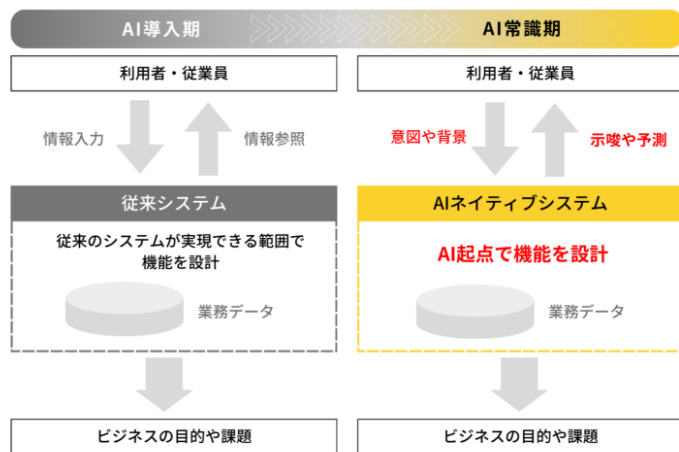 AI導入期
AI常識期
利用者・従業員
利用者・従業員
情報入力
情報参照
意図や背景
示唆や予測
従来システム
AIネイティブシステム
従来のシステムが実現できる範囲で
機能を設計
AI起点で機能を設計
業務データ
業務データ
ビジネスの目的や課題
ビジネスの目的や課題